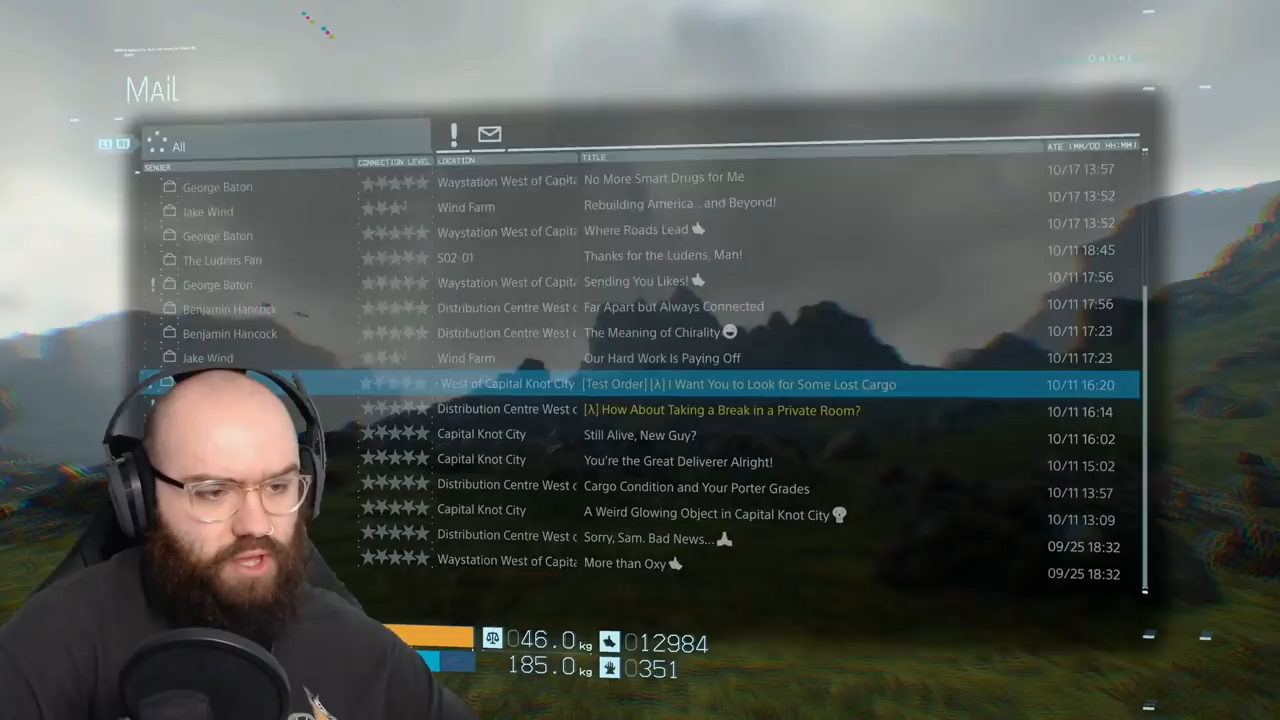 ONLINE
MAIL
L1 R1
All
SENDER CONNECTION LEVEL LOCATION TITLE ATE (MM/DD HH:MM)
George Baton Waystation West of Capita No More Smart Drugs for Me 10/17 13:57
Jake Wind Wind Farm Rebuilding America...and Beyond! 10/17 13:52
George Baton Waystation West of Capita Where Roads Lead 10/17 13:52
The Ludens Fan S02-01 Thanks for the Ludens, Man! 10/11 18:45
! George Baton Waystation West of Capita Sending You Likes! 10/11 17:56
Benjamin Hancock Distribution Centre West c Far Apart but Always Connected 10/11 17:56
Benjamin Hancock Distribution Centre West c The Meaning of Chirality 10/11 17:23
Jake Wind Wind Farm Our Hard Work Is Paying Off 10/11 17:23
West of Capital Knot City [Test Order] [λ] I Want You to Look for Some Lost Cargo 10/11 16:20
Distribution Centre West c [λ] How About Taking a Break in a Private Room? 10/11 16:14
Capital Knot City Still Alive, New Guy? 10/11 16:02
Capital Knot City You're the Great Deliverer Alright! 10/11 15:02
Distribution Centre West c Cargo Condition and Your Porter Grades 10/11 13:57
Capital Knot City A Weird Glowing Object in Capital Knot City 10/11 13:09
Distribution Centre West c Sorry, Sam. Bad News... 09/25 18:32
Waystation West of Capita More than Oxy 09/25 18:32
046.0 kg 012984
185.0 kg 0351